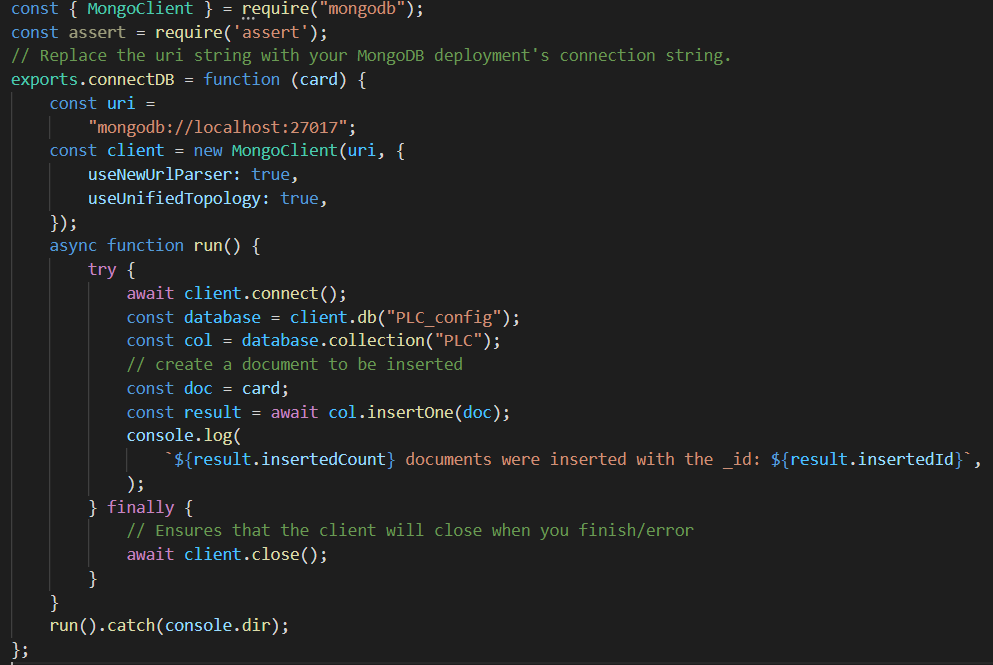 const { MongoClient } = require("mongodb");
const assert = require('assert');
// Replace the uri string with your MongoDB deployment's connection string.
exports.connectDB = function (card) {
    const uri =
        "mongodb://localhost:27017";
    const client = new MongoClient(uri, {
        useNewUrlParser: true,
        useUnifiedTopology: true,
    });
    async function run() {
        try {
            await client.connect();
            const database = client.db("PLC_config");
            const col = database.collection("PLC");
            // create a document to be inserted
            const doc = card;
            const result = await col.insertOne(doc);
            console.log(
                `${result.insertedCount} documents were inserted with the _id: ${result.insertedId}`,
            );
        } finally {
            // Ensures that the client will close when you finish/error
            await client.close();
        }
    }
    run().catch(console.dir);
};